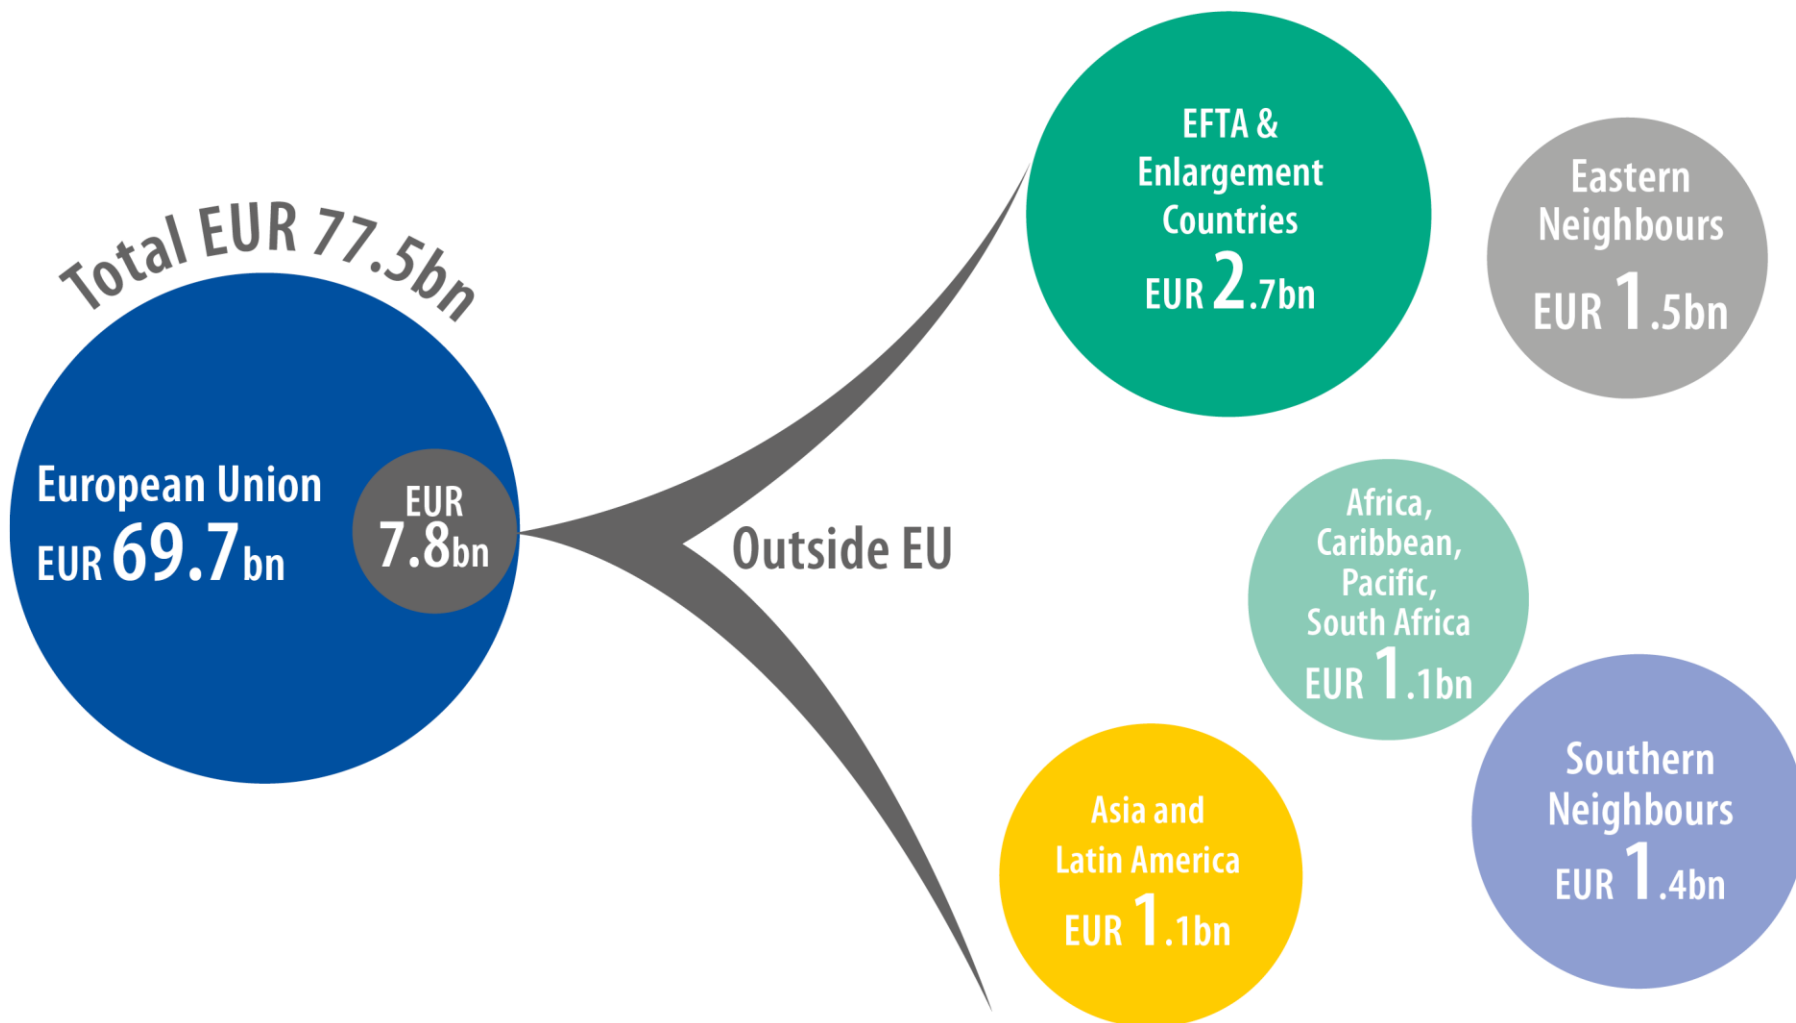 Total EUR 77.5bn
European Union
EUR 69.7bn
EUR
7.8bn
Outside EU
EFTA &
Enlargement
Countries
EUR 2.7bn
Eastern
Neighbours
EUR 1.5bn
Africa,
Caribbean,
Pacific,
South Africa
EUR 1.1bn
Asia and
Latin America
EUR 1.1bn
Southern
Neighbours
EUR 1.4bn